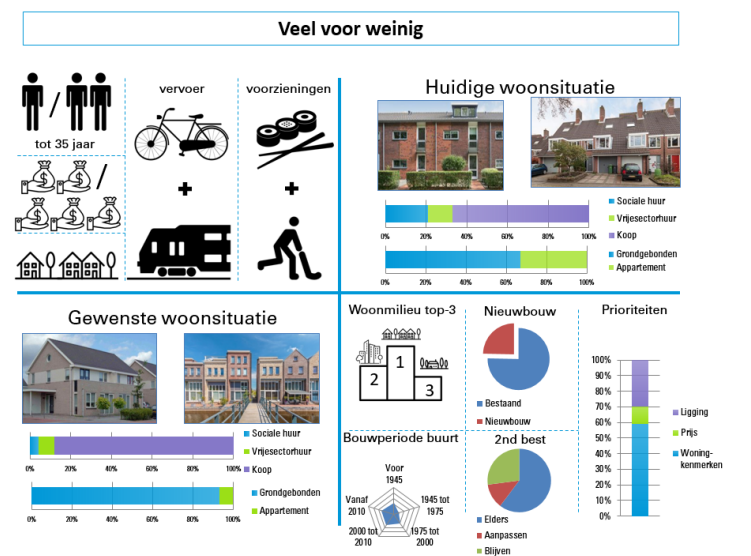 Veel voor weinig
tot 35 jaar
vervoer
voorzieningen
Huidige woonsituatie
Sociale huur
Vrijesectorhuur
Koop
0% 20% 40% 60% 80% 100%
Grondgebonden
Appartement
0% 20% 40% 60% 80% 100%
Gewenste woonsituatie
Sociale huur
Vrijesectorhuur
Koop
0% 20% 40% 60% 80% 100%
Grondgebonden
Appartement
0% 20% 40% 60% 80% 100%
Woonmilieu top-3
1
2
3
Nieuwbouw
Bestaand
Nieuwbouw
Bouwperiode buurt
Voor
1945
1945 tot
1975
1975 tot
2000
2000 tot
2010
Vanaf
2010
2nd best
Elders
Aanpassen
Blijven
Prioriteiten
100%
90%
80%
70%
60%
50%
40%
30%
20%
10%
0%
Ligging
Prijs
Woning-
kenmerken